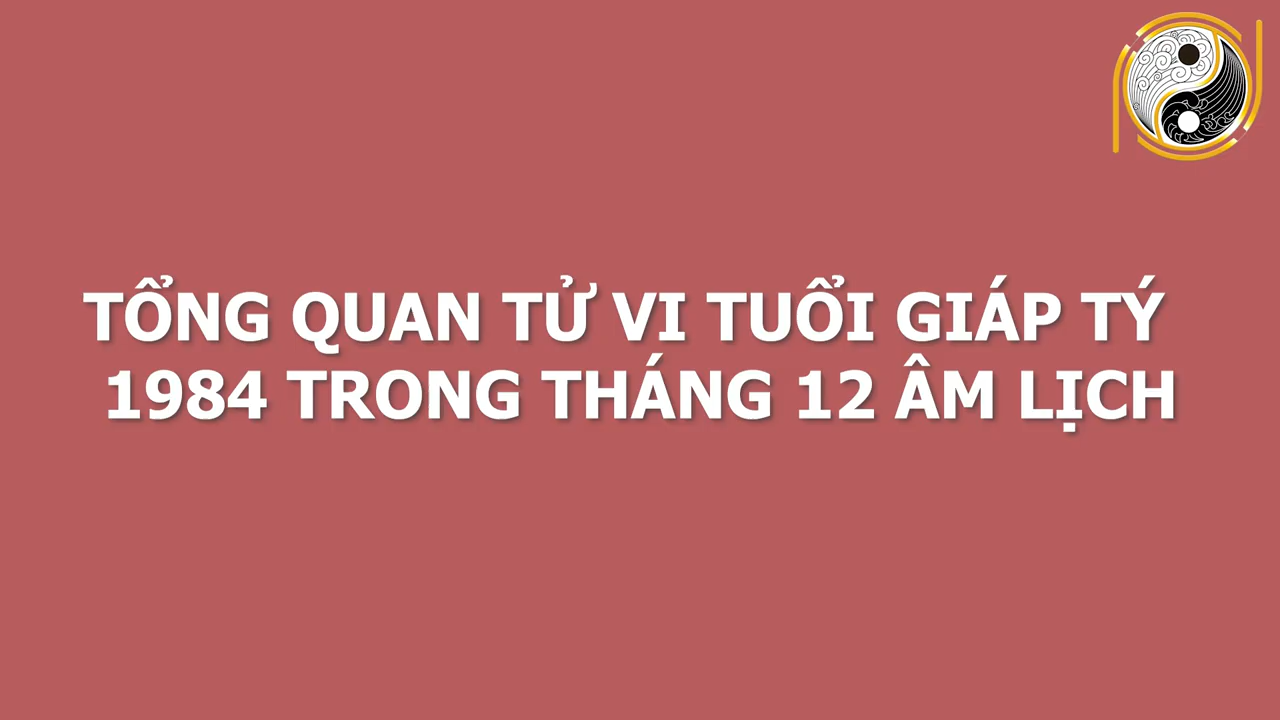 TỔNG QUAN TỬ VI TUỔI GIÁP TÝ
1984 TRONG THÁNG 12 ÂM LỊCH